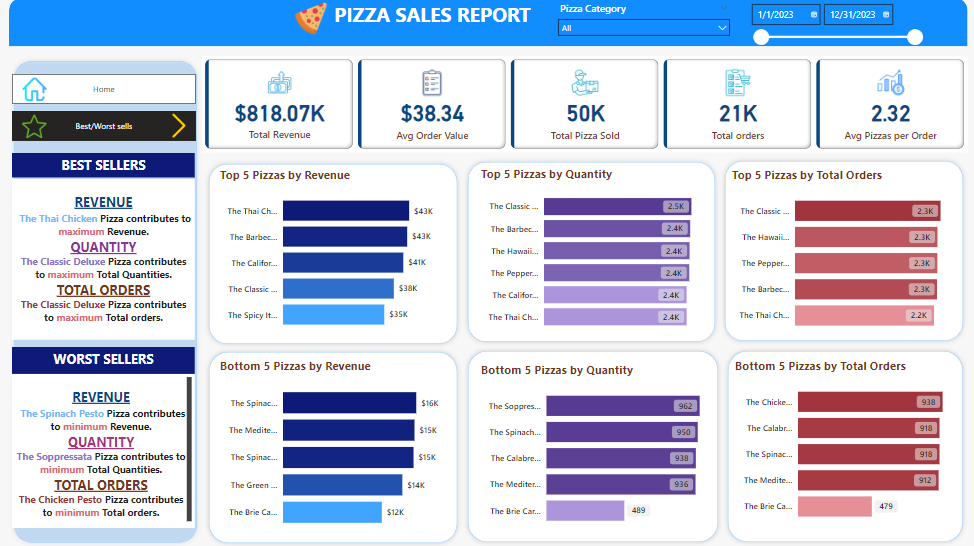 PIZZA SALES REPORT
Pizza Category
All
1/1/2023
12/31/2023
Home
Best/Worst sells
BEST SELLERS
REVENUE
The Thai Chicken Pizza contributes to
maximum Revenue.
QUANTITY
The Classic Deluxe Pizza contributes
to maximum Total Quantities.
TOTAL ORDERS
The Classic Deluxe Pizza contributes
to maximum Total orders.
WORST SELLERS
REVENUE
The Spinach Pesto Pizza contributes
to minimum Revenue.
QUANTITY
The Soppressata Pizza contributes to
minimum Total Quantities.
TOTAL ORDERS
The Chicken Pesto Pizza contributes
to minimum Total orders.
$818.07K
Total Revenue
$38.34
Avg Order Value
50K
Total Pizza Sold
21K
Total orders
2.32
Avg Pizzas per Order
Top 5 Pizzas by Revenue
The Thai Ch... $43K
The Barbec... $43K
The Califor... $41K
The Classic ... $38K
The Spicy It... $35K
Top 5 Pizzas by Quantity
The Classic ... 2.5K
The Barbec... 2.4K
The Hawaii... 2.4K
The Pepper... 2.4K
The Califor... 2.4K
The Thai Ch... 2.4K
Top 5 Pizzas by Total Orders
The Classic ... 2.3K
The Hawaii... 2.3K
The Pepper... 2.3K
The Barbec... 2.3K
The Thai Ch... 2.2K
Bottom 5 Pizzas by Revenue
The Spinac... $16K
The Medite... $15K
The Spinac... $15K
The Green ... $14K
The Brie Ca... $12K
Bottom 5 Pizzas by Quantity
The Soppres... 962
The Spinach... 950
The Calabre... 938
The Mediter... 936
The Brie Car... 489
Bottom 5 Pizzas by Total Orders
The Chicke... 938
The Calabr... 918
The Spinac... 918
The Medite... 912
The Brie Ca... 479